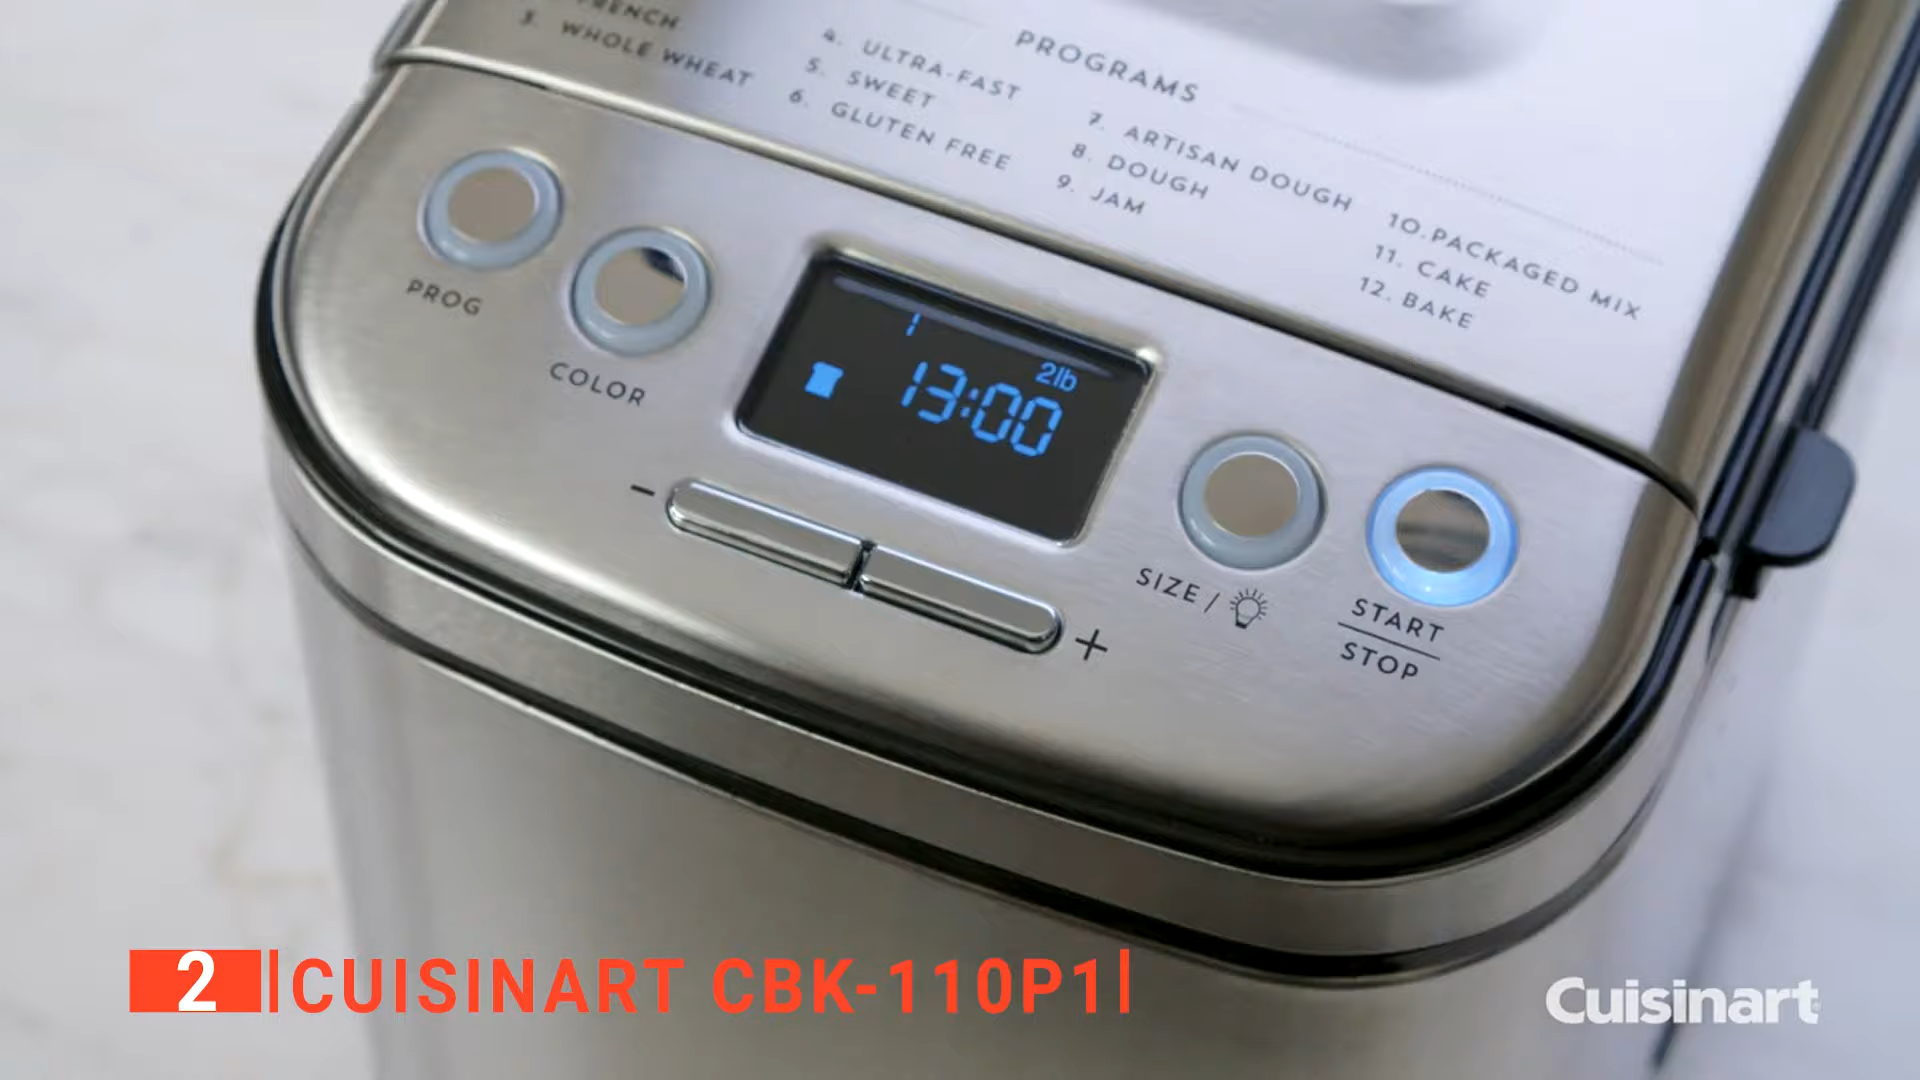 PROGRAMS
FRENCH
3. WHOLE WHEAT
4. ULTRA-FAST
5. SWEET
6. GLUTEN FREE
7. ARTISAN DOUGH
8. DOUGH
9. JAM
10. PACKAGED MIX
11. CAKE
12. BAKE
PROG
COLOR
1
2lb
13:00
-
+
SIZE /
START
STOP
2 CUISINART CBK-110P1
Cuisinart